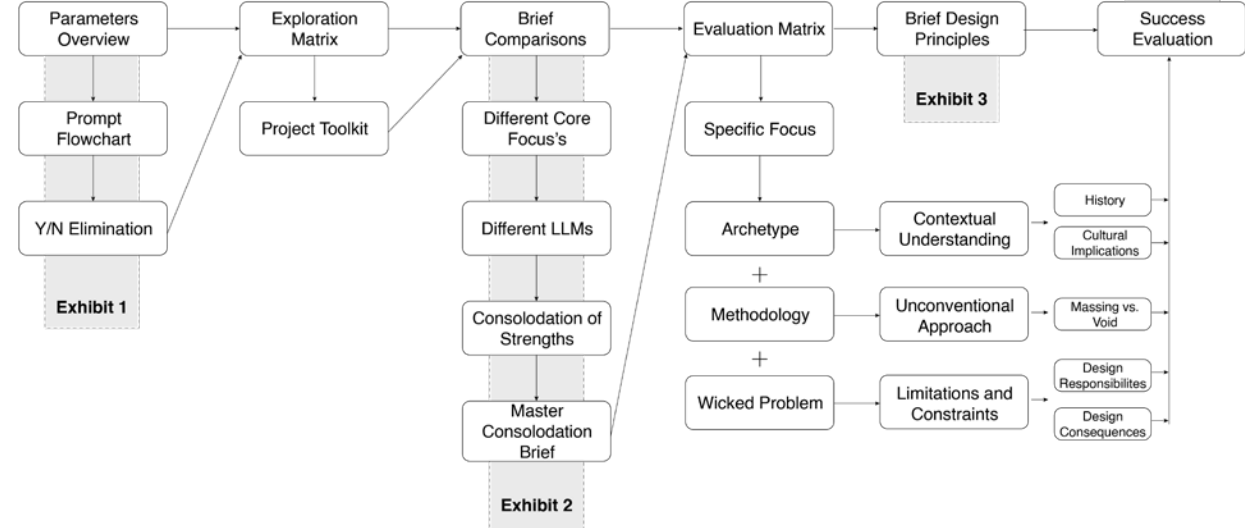 Parameters
Overview
Prompt
Flowchart
Y/N Elimination
Exhibit 1
Exploration
Matrix
Project Toolkit
Brief
Comparisons
Different Core
Focus's
Different LLMs
Consolodation of
Strengths
Master
Consolodation
Brief
Exhibit 2
Evaluation Matrix
Specific Focus
Archetype
+
Methodology
+
Wicked Problem
Brief Design
Principles
Exhibit 3
Contextual
Understanding
Unconventional
Approach
Limitations and
Constraints
Success
Evaluation
History
Cultural
Implications
Massing vs.
Void
Design
Responsibilites
Design
Consequences